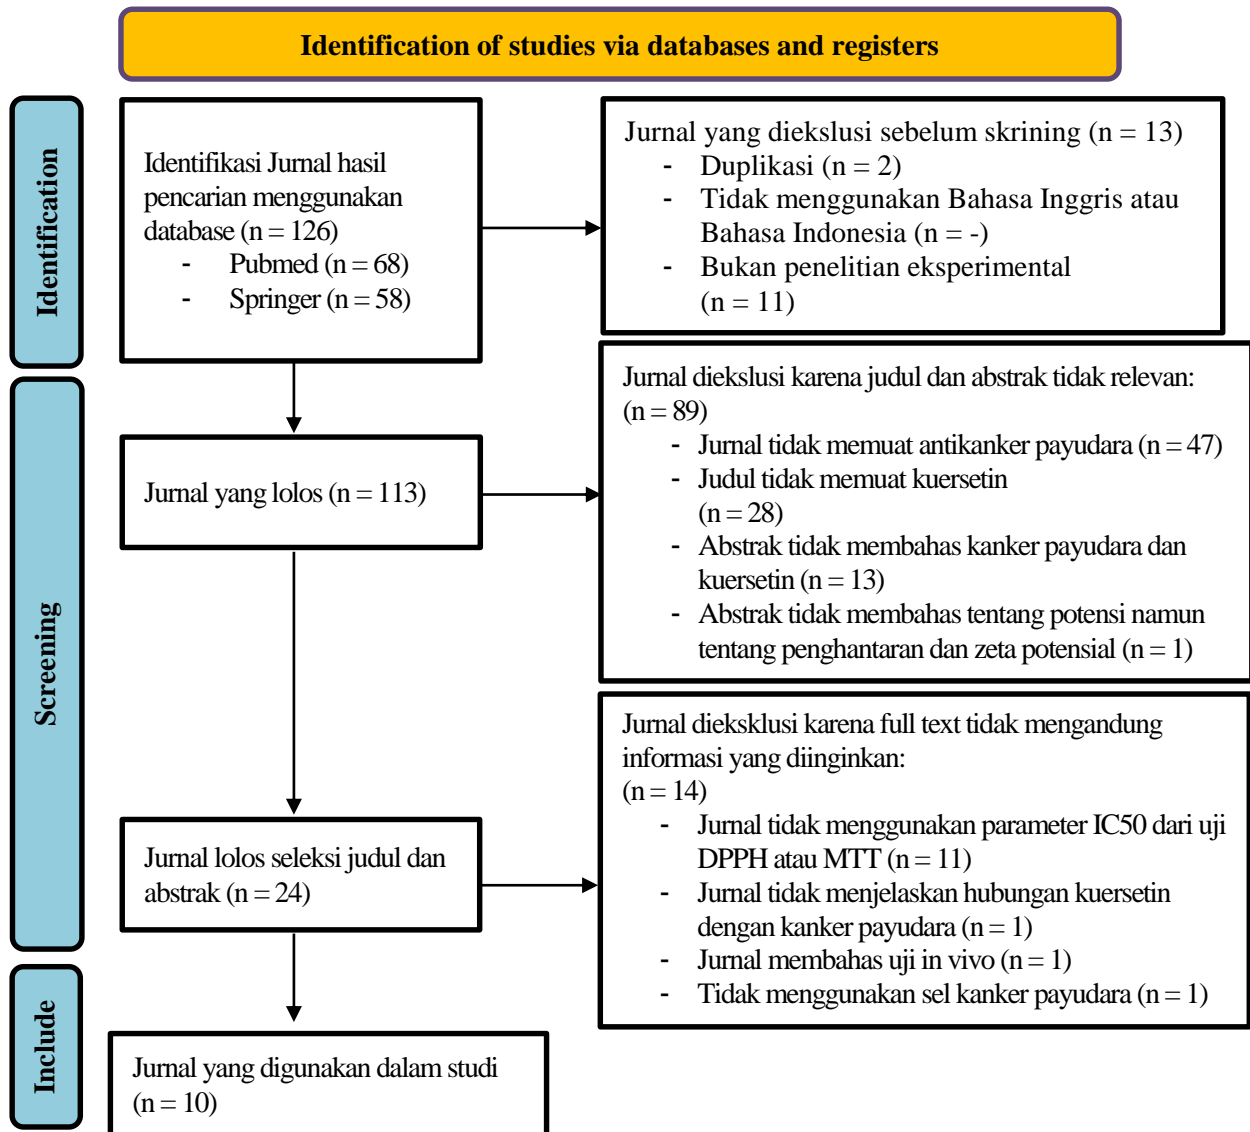 Identification of studies via databases and registers
Identification
Identifikasi Jurnal hasil
pencarian menggunakan
database (n = 126)
- Pubmed (n = 68)
- Springer (n = 58)
Jurnal yang diekslusi sebelum skrining (n = 13)
- Duplikasi (n = 2)
- Tidak menggunakan Bahasa Inggris atau
Bahasa Indonesia (n = -)
- Bukan penelitian eksperimental
(n = 11)
Screening
Jurnal yang lolos (n = 113)
Jurnal diekslusi karena judul dan abstrak tidak relevan:
(n = 89)
- Jurnal tidak memuat antikanker payudara (n = 47)
- Judul tidak memuat kuersetin
(n = 28)
- Abstrak tidak membahas kanker payudara dan
kuersetin (n = 13)
- Abstrak tidak membahas tentang potensi namun
tentang penghantaran dan zeta potensial (n = 1)
Jurnal lolos seleksi judul dan
abstrak (n = 24)
Jurnal dieksklusi karena full text tidak mengandung
informasi yang diinginkan:
(n = 14)
- Jurnal tidak menggunakan parameter IC50 dari uji
DPPH atau MTT (n = 11)
- Jurnal tidak menjelaskan hubungan kuersetin
dengan kanker payudara (n = 1)
- Jurnal membahas uji in vivo (n = 1)
- Tidak menggunakan sel kanker payudara (n = 1)
Include
Jurnal yang digunakan dalam studi
(n = 10)